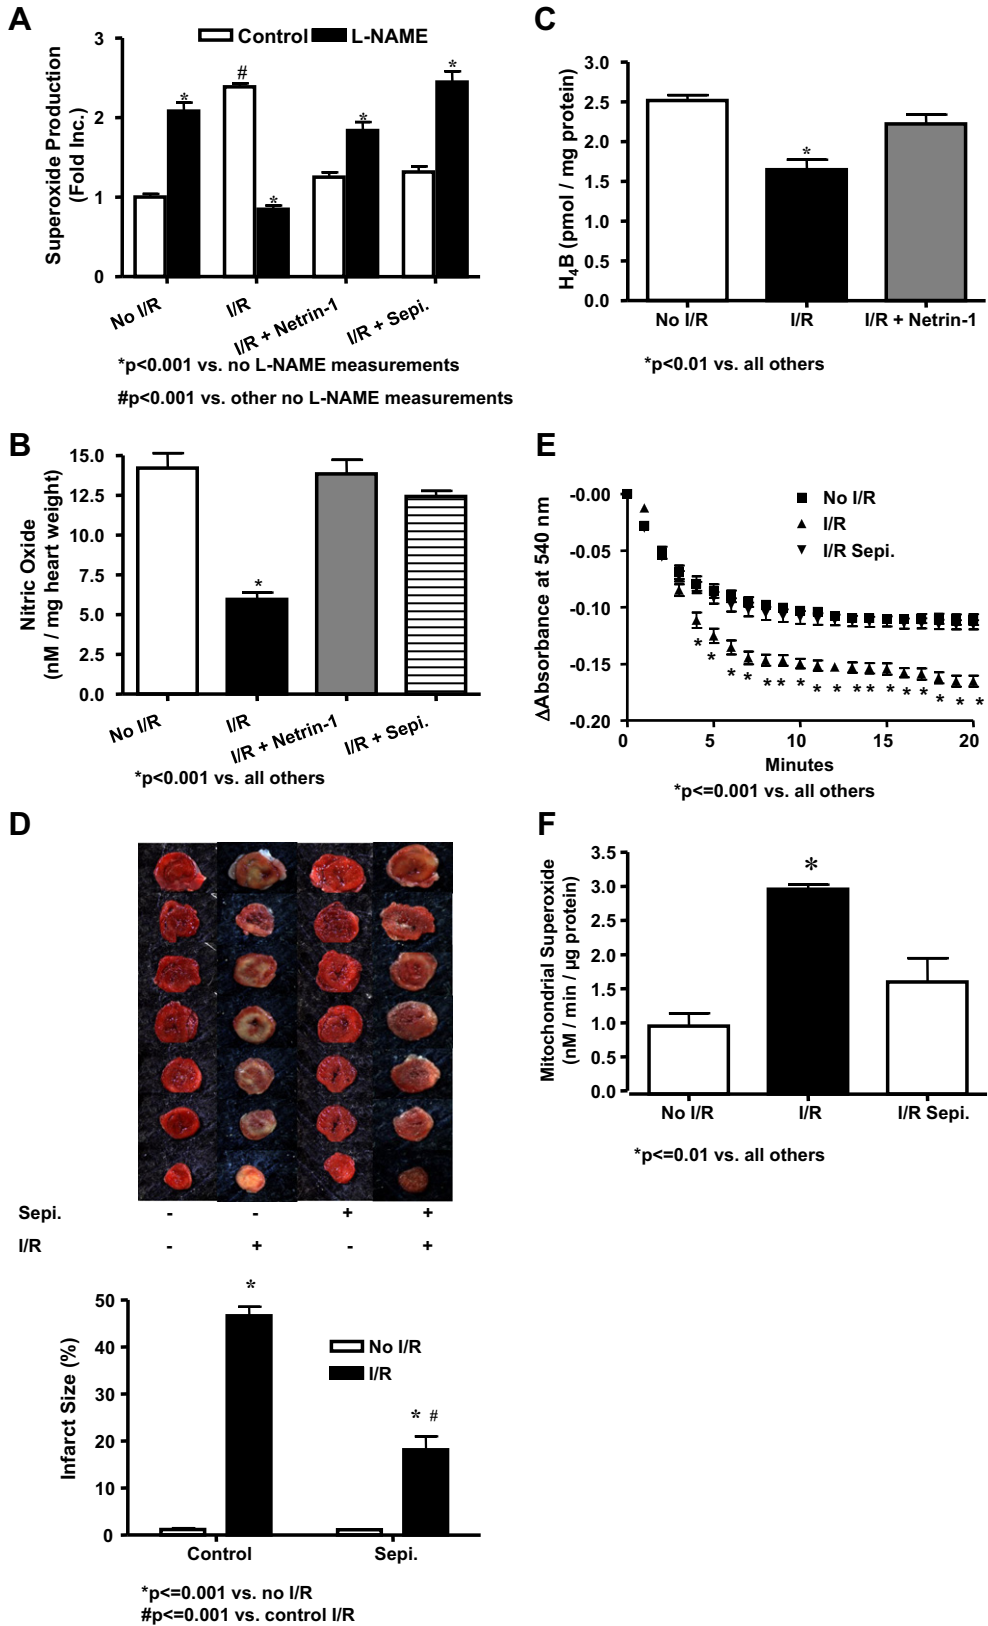 A
Control
L-NAME
Superoxide Production
(Fold Inc.)
3
2
1
0
*
#
*
*
*
No I/R
I/R
I/R + Netrin-1
I/R + Sepi.
*p<0.001 vs. no L-NAME measurements
#p<0.001 vs. other no L-NAME measurements
C
H4B (pmol / mg protein)
3.0
2.5
2.0
1.5
1.0
0.5
0.0
*
No I/R
I/R
I/R + Netrin-1
*p<0.01 vs. all others
B
Nitric Oxide
(nM / mg heart weight)
15.0
12.5
10.0
7.5
5.0
2.5
0.0
*
No I/R
I/R
I/R + Netrin-1
I/R + Sepi.
*p<0.001 vs. all others
E
ΔAbsorbance at 540 nm
-0.00
-0.05
-0.10
-0.15
-0.20
No I/R
I/R
I/R Sepi.
* * * * * * * * * * * * * * * * *
0 5 10 15 20
Minutes
*p<=0.001 vs. all others
D
Sepi. - - + +
I/R - + - +
Infarct Size (%)
50
40
30
20
10
0
*
* #
No I/R
I/R
Control
Sepi.
*p<=0.001 vs. no I/R
#p<=0.001 vs. control I/R
F
Mitochondrial Superoxide
(nM / min / µg protein)
3.5
3.0
2.5
2.0
1.5
1.0
0.5
0.0
*
No I/R
I/R
I/R Sepi.
*p<=0.01 vs. all others